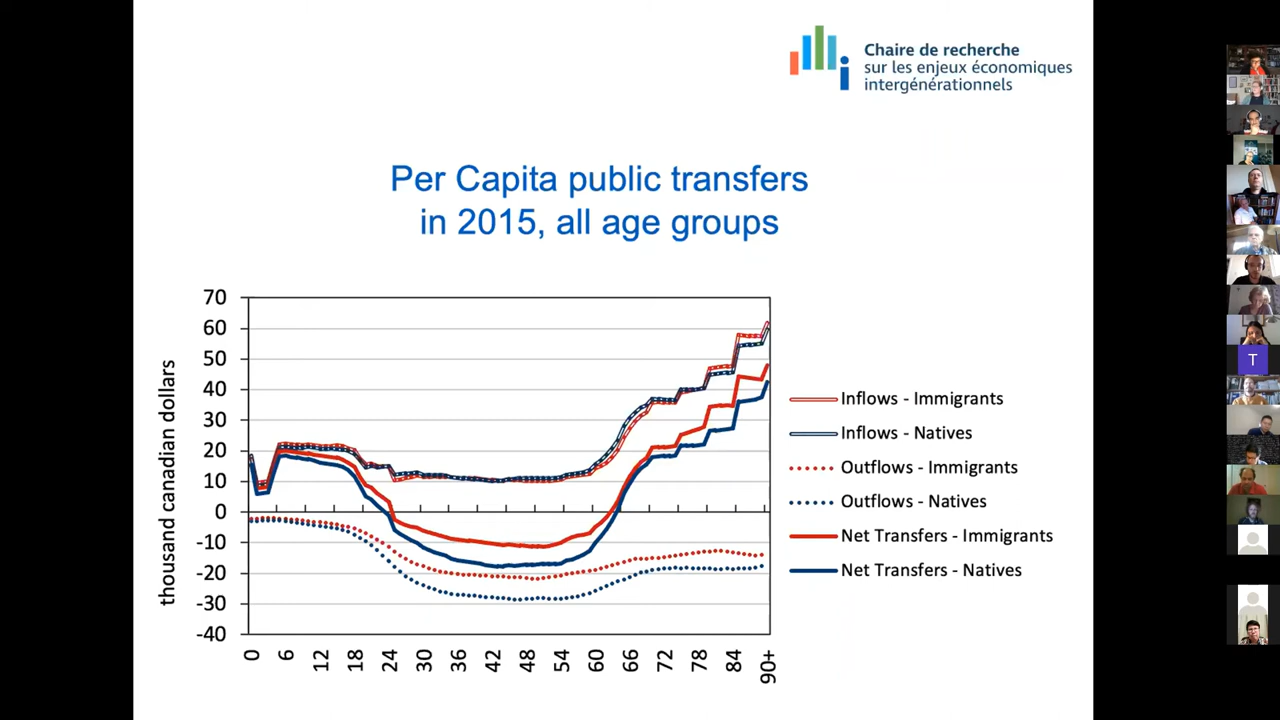 Chaire de recherche
sur les enjeux économiques
intergénérationnels
Per Capita public transfers
in 2015, all age groups
thousand canadian dollars
70
60
50
40
30
20
10
0
-10
-20
-30
-40
0 6 12 18 24 30 36 42 48 54 60 66 72 78 84 90+
Inflows - Immigrants
Inflows - Natives
Outflows - Immigrants
Outflows - Natives
Net Transfers - Immigrants
Net Transfers - Natives
T